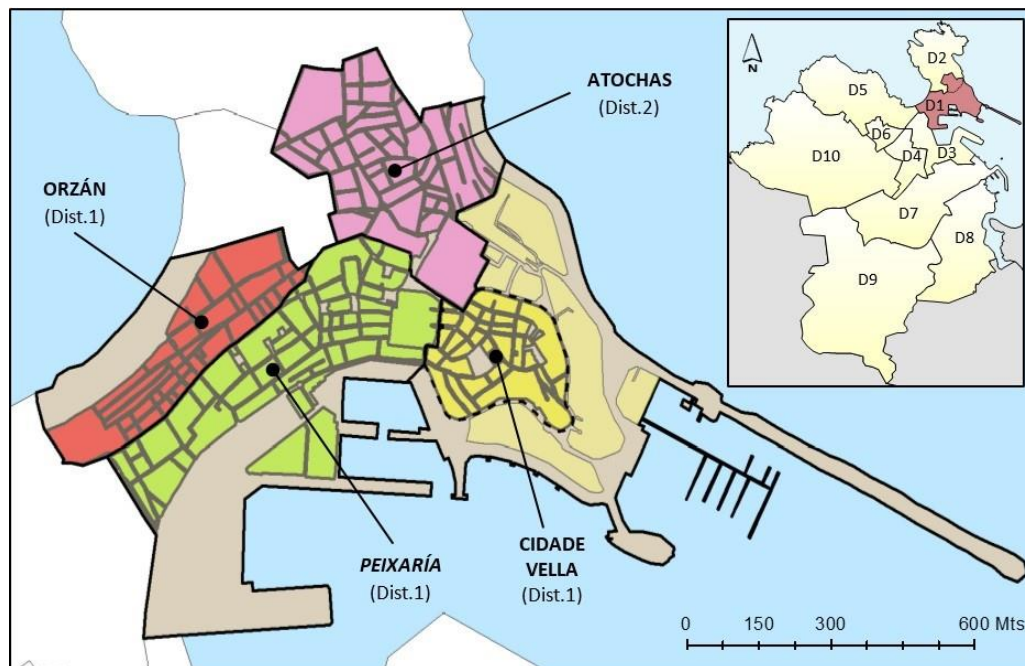 ATOCHAS
(Dist.2)
ORZÁN
(Dist.1)
PEIXARÍA
(Dist.1)
CIDADE
VELLA
(Dist.1)
N
D2
D5
D1
D6
D4
D3
D10
D7
D8
D9
0 150 300 600 Mts